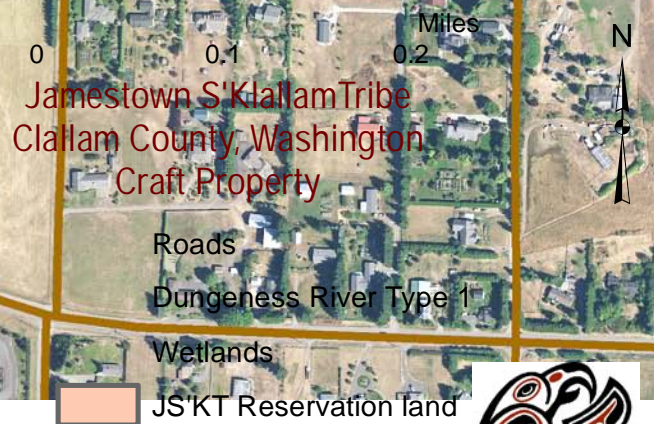 Miles
0 0.1 0.2
N
Jamestown S'KlallamTribe
Clallam County, Washington
Craft Property
Roads
Dungeness River Type 1
Wetlands
JS'KT Reservation land